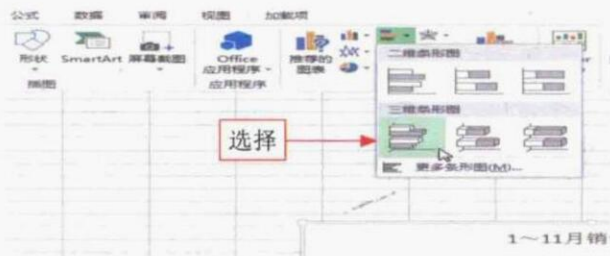 公式 数据 审阅 视图 加载项
形状 SmartArt 屏幕截图 Office 应用程序 推荐的图表
插图 应用程序
二维条形图
三维条形图
选择
更多条形图(M)...
1～11月销